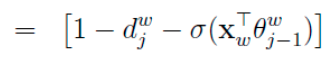 = [1 − d_j^w − σ(x_w^⊤ θ_{j−1}^w)]